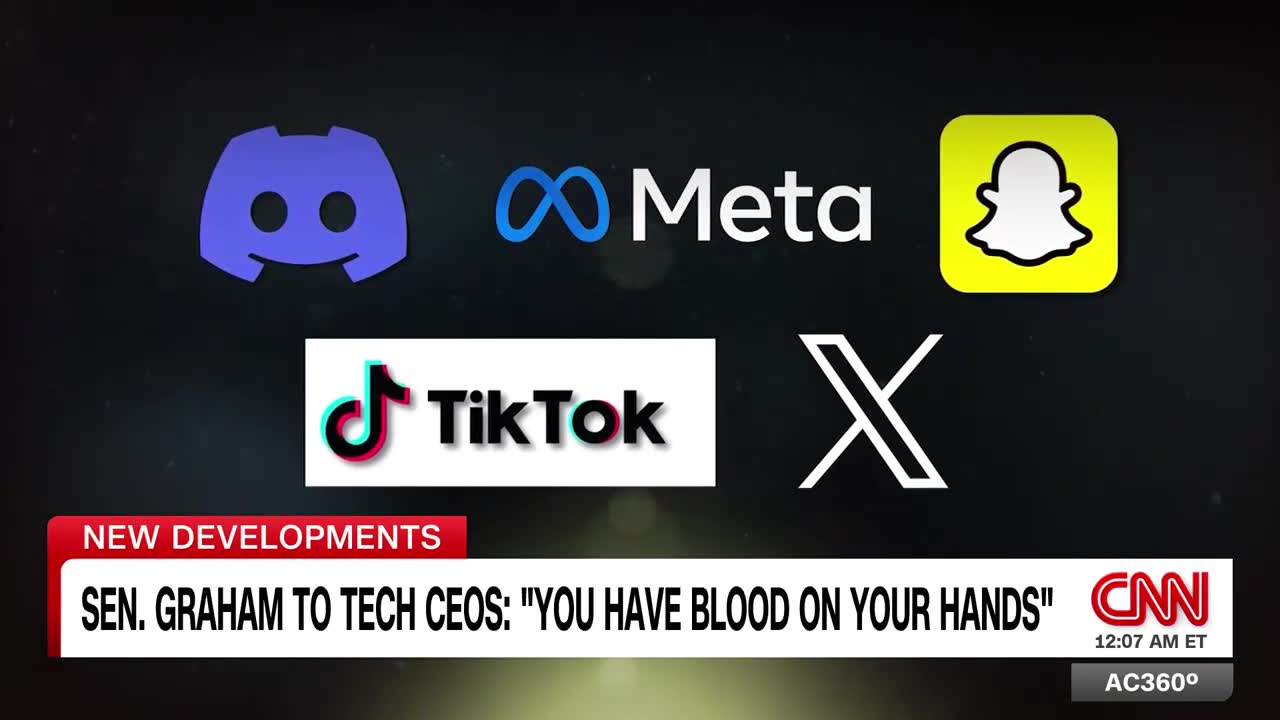 Meta
TikTok
NEW DEVELOPMENTS
SEN. GRAHAM TO TECH CEOS: "YOU HAVE BLOOD ON YOUR HANDS"
CNN
12:07 AM ET
AC360º